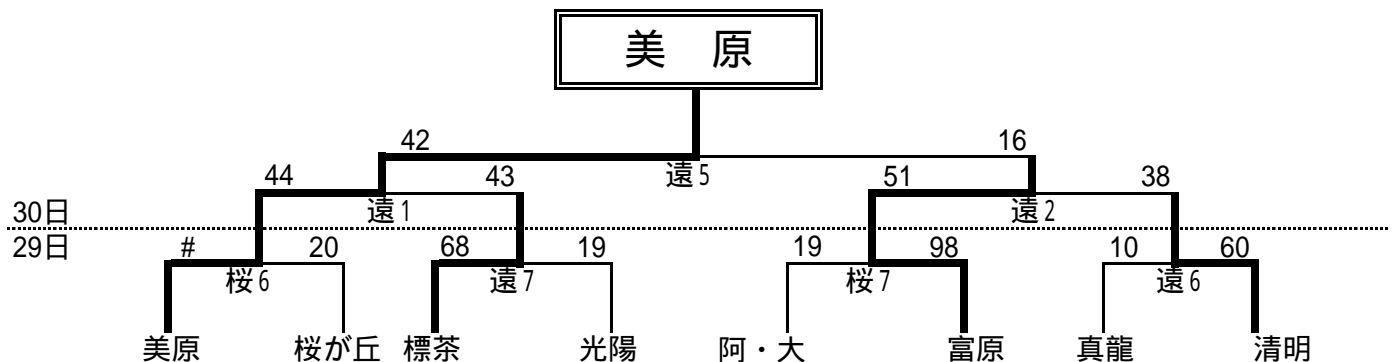 美　原
42 16
遠5
44 43 51 38
遠1 遠2
30日
29日 # 20 68 19 19 98 10 60
桜6 遠7 桜7 遠6
美原 桜が丘 標茶 光陽 阿・大 富原 真龍 清明